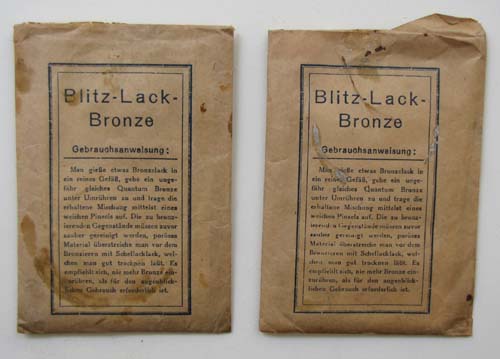 Blitz-Lack-
Bronze
Gebrauchsanweisung:
Man gieße etwas Bronzelack in
ein reines Gefäß, gebe ein unge-
fähr gleiches Quantum Bronze
unter Umrühren zu und trage die
erhaltene Mischung mittelst eines
weichen Pinsels auf. Die zu bronz-
ierenden Gegenstände müssen zuvor
sauber gereinigt werden, poröses
Material überstreiche man vor dem
Bronzieren mit Schellacklack, wel-
chen man gut trocknen läßt. Es
empfiehlt sich, nie mehr Bronze ein-
zurühren, als für den augenblick-
lichen Gebrauch erforderlich ist.
Blitz-Lack-
Bronze
Gebrauchsanweisung:
Man gieße etwas Bronzelack in
ein reines Gefäß, gebe ein unge-
fähr gleiches Quantum Bronze
unter Umrühren zu und trage die
erhaltene Mischung mittelst eines
weichen Pinsels auf. Die zu bronz-
ierenden Gegenstände müssen zuvor
sauber gereinigt werden, poröses
Material überstreiche man vor dem
Bronzieren mit Schellacklack, wel-
chen man gut trocknen läßt. Es
empfiehlt sich, nie mehr Bronze ein-
zurühren, als für den augenblick-
lichen Gebrauch erforderlich ist.